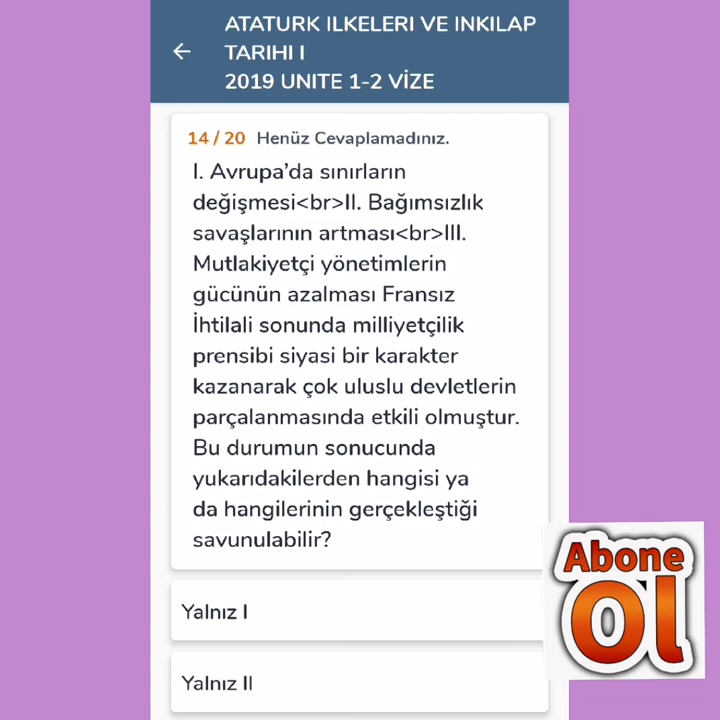 ATATURK ILKELERI VE INKILAP
TARIHI I
2019 UNITE 1-2 VİZE
14 / 20 Henüz Cevaplamadınız.
I. Avrupa’da sınırların
değişmesi<br>II. Bağımsızlık
savaşlarının artması<br>III.
Mutlakiyetçi yönetimlerin
gücünün azalması Fransız
İhtilali sonunda milliyetçilik
prensibi siyasi bir karakter
kazanarak çok uluslu devletlerin
parçalanmasında etkili olmuştur.
Bu durumun sonucunda
yukarıdakilerden hangisi ya
da hangilerinin gerçekleştiği
savunulabilir?
Yalnız I
Yalnız II
Abone
Ol